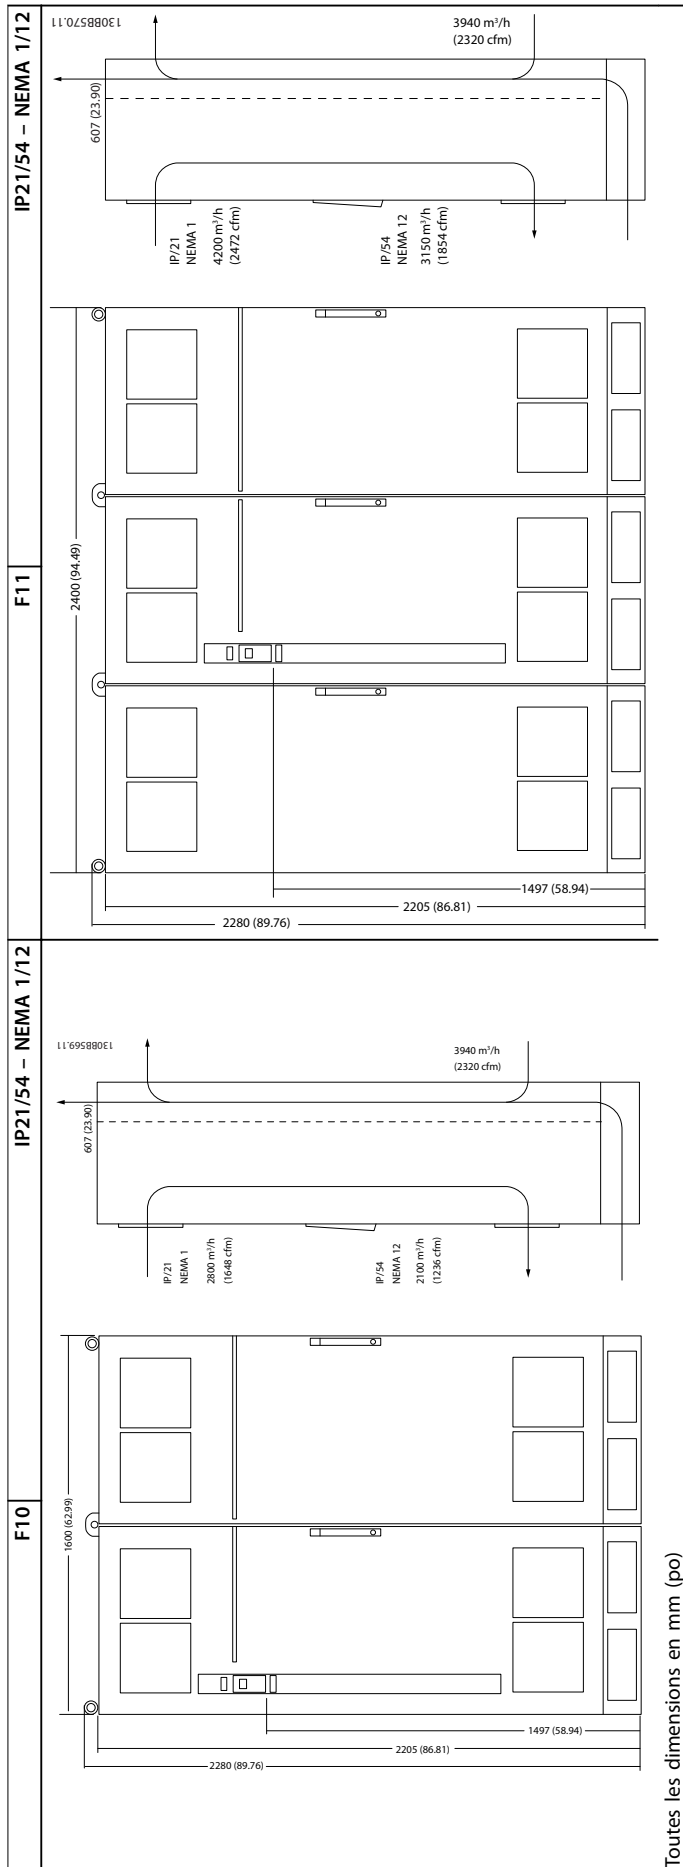 F10
IP21/54 – NEMA 1/12
F11
IP21/54 – NEMA 1/12
1600 (62.99)
2280 (89.76)
2205 (86.81)
1497 (58.94)
IP/21
NEMA 1
2800 m³/h
(1648 cfm)
IP/54
NEMA 12
2100 m³/h
(1236 cfm)
607 (23.90)
3940 m³/h
(2320 cfm)
130BB569.11
2400 (94.49)
2280 (89.76)
2205 (86.81)
1497 (58.94)
IP/21
NEMA 1
4200 m³/h
(2472 cfm)
IP/54
NEMA 12
3150 m³/h
(1854 cfm)
607 (23.90)
3940 m³/h
(2320 cfm)
130BB570.11
Toutes les dimensions en mm (po)